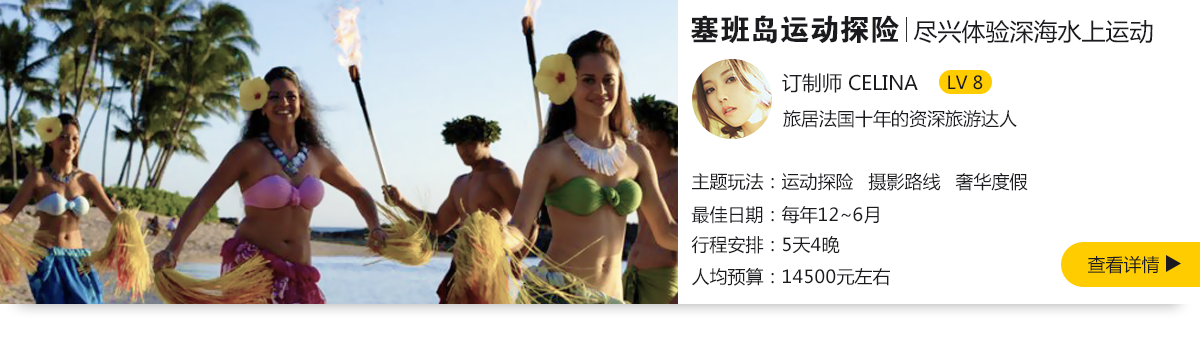 塞班岛运动探险|尽兴体验深海水上运动
订制师 CELINA LV 8
旅居法国十年的资深旅游达人
主题玩法：运动探险 摄影路线 奢华度假
最佳日期：每年12~6月
行程安排：5天4晚
人均预算：14500元左右
查看详情